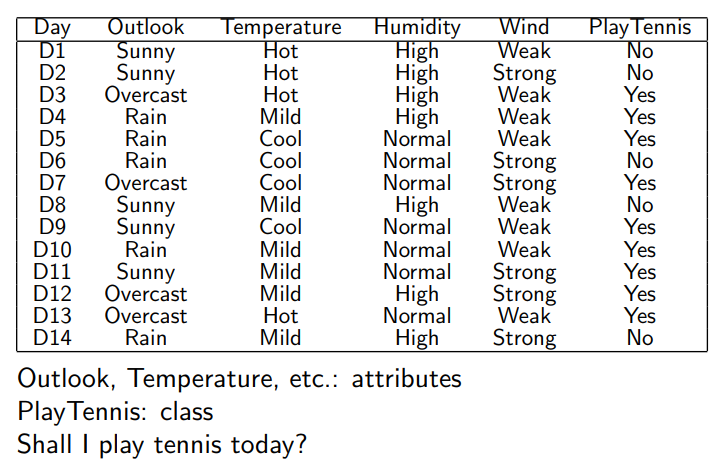 Day Outlook Temperature Humidity Wind PlayTennis
D1 Sunny Hot High Weak No
D2 Sunny Hot High Strong No
D3 Overcast Hot High Weak Yes
D4 Rain Mild High Weak Yes
D5 Rain Cool Normal Weak Yes
D6 Rain Cool Normal Strong No
D7 Overcast Cool Normal Strong Yes
D8 Sunny Mild High Weak No
D9 Sunny Cool Normal Weak Yes
D10 Rain Mild Normal Weak Yes
D11 Sunny Mild Normal Strong Yes
D12 Overcast Mild High Strong Yes
D13 Overcast Hot Normal Weak Yes
D14 Rain Mild High Strong No
Outlook, Temperature, etc.: attributes
PlayTennis: class
Shall I play tennis today?